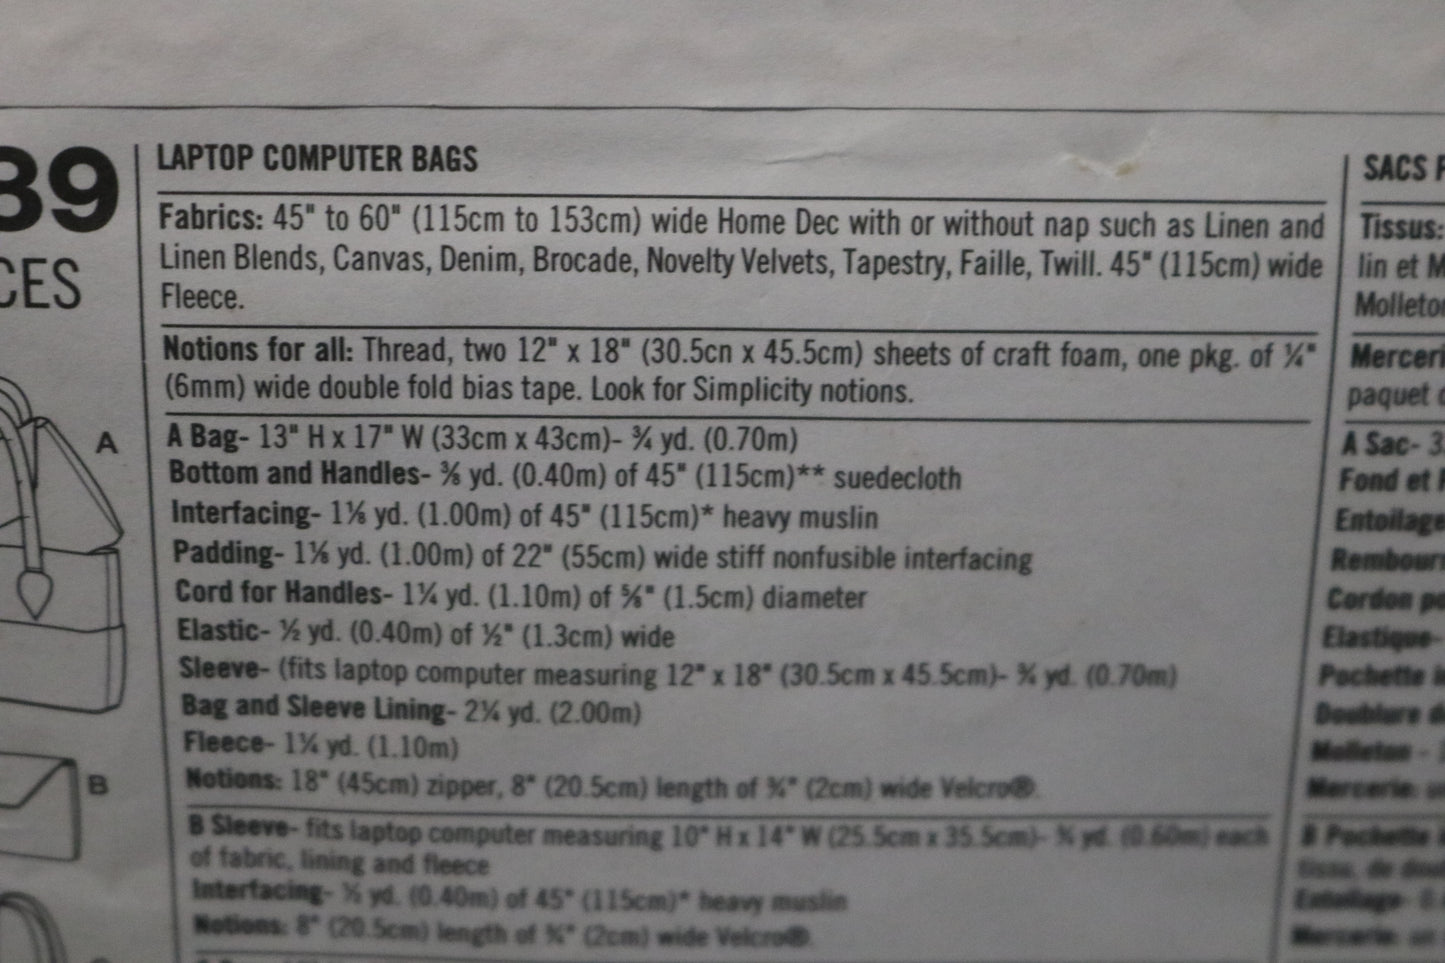 89
CES
LAPTOP COMPUTER BAGS
Fabrics: 45" to 60" (115cm to 153cm) wide Home Dec with or without nap such as Linen and
Linen Blends, Canvas, Denim, Brocade, Novelty Velvets, Tapestry, Faille, Twill. 45" (115cm) wide
Fleece.
Notions for all: Thread, two 12" x 18" (30.5cn x 45.5cm) sheets of craft foam, one pkg. of ¼"
(6mm) wide double fold bias tape. Look for Simplicity notions.
A Bag- 13" H x 17" W (33cm x 43cm)- ¾ yd. (0.70m)
Bottom and Handles- ⅜ yd. (0.40m) of 45" (115cm)** suedecloth
Interfacing- 1⅛ yd. (1.00m) of 45" (115cm)* heavy muslin
Padding- 1⅛ yd. (1.00m) of 22" (55cm) wide stiff nonfusible interfacing
Cord for Handles- 1¼ yd. (1.10m) of ⅝" (1.5cm) diameter
Elastic- ½ yd. (0.40m) of ½" (1.3cm) wide
Sleeve- (fits laptop computer measuring 12" x 18" (30.5cm x 45.5cm)- ¾ yd. (0.70m)
Bag and Sleeve Lining- 2¼ yd. (2.00m)
Fleece- 1¼ yd. (1.10m)
Notions: 18" (45cm) zipper, 8" (20.5cm) length of ¾" (2cm) wide Velcro®.
B Sleeve- fits laptop computer measuring 10" H x 14" W (25.5cm x 35.5cm)- yd. (0.60m) each
of fabric, lining and fleece
Interfacing- yd. (0.40m) of 45" (115cm)* heavy muslin
Notions: 8" (20.5cm) length of ¾" (2cm) wide Velcro®.
A
B
SACS
Tissus:
lin et
Molleto
Merceri
paquet
A Sac- 3
Fond et
Entoilage
Rembourr
Cordon po
Elastique-
Pochette
Doublure d
Molleton -
Mercerie:
B Pochette
Entoilage-
Mercerie: